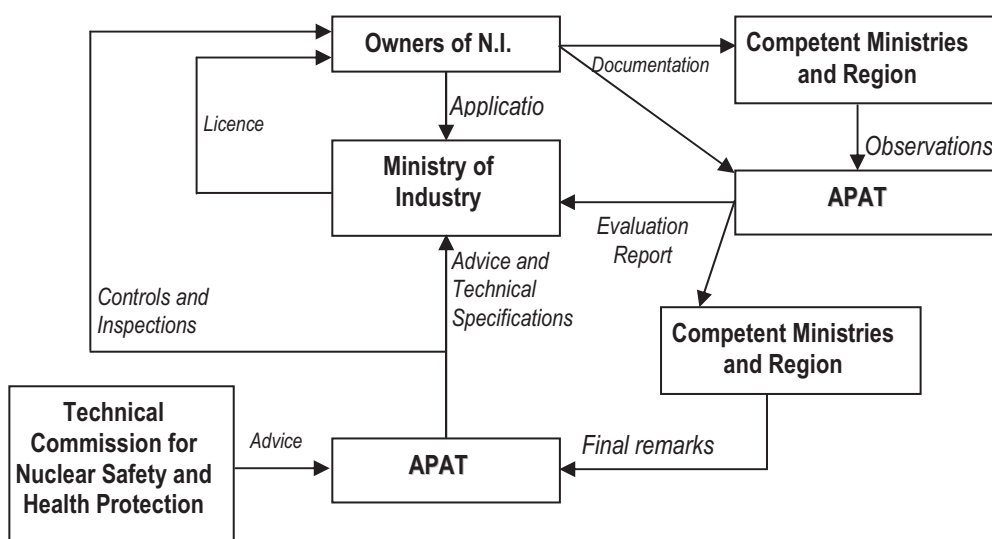 Owners of N.I.
Competent Ministries
and Region
Documentation
Applicatio
Licence
Observations
Ministry of
Industry
APAT
Evaluation
Report
Advice and
Technical
Specifications
Controls and
Inspections
Competent Ministries
and Region
Technical
Commission for
Nuclear Safety and
Health Protection
Advice
APAT
Final remarks